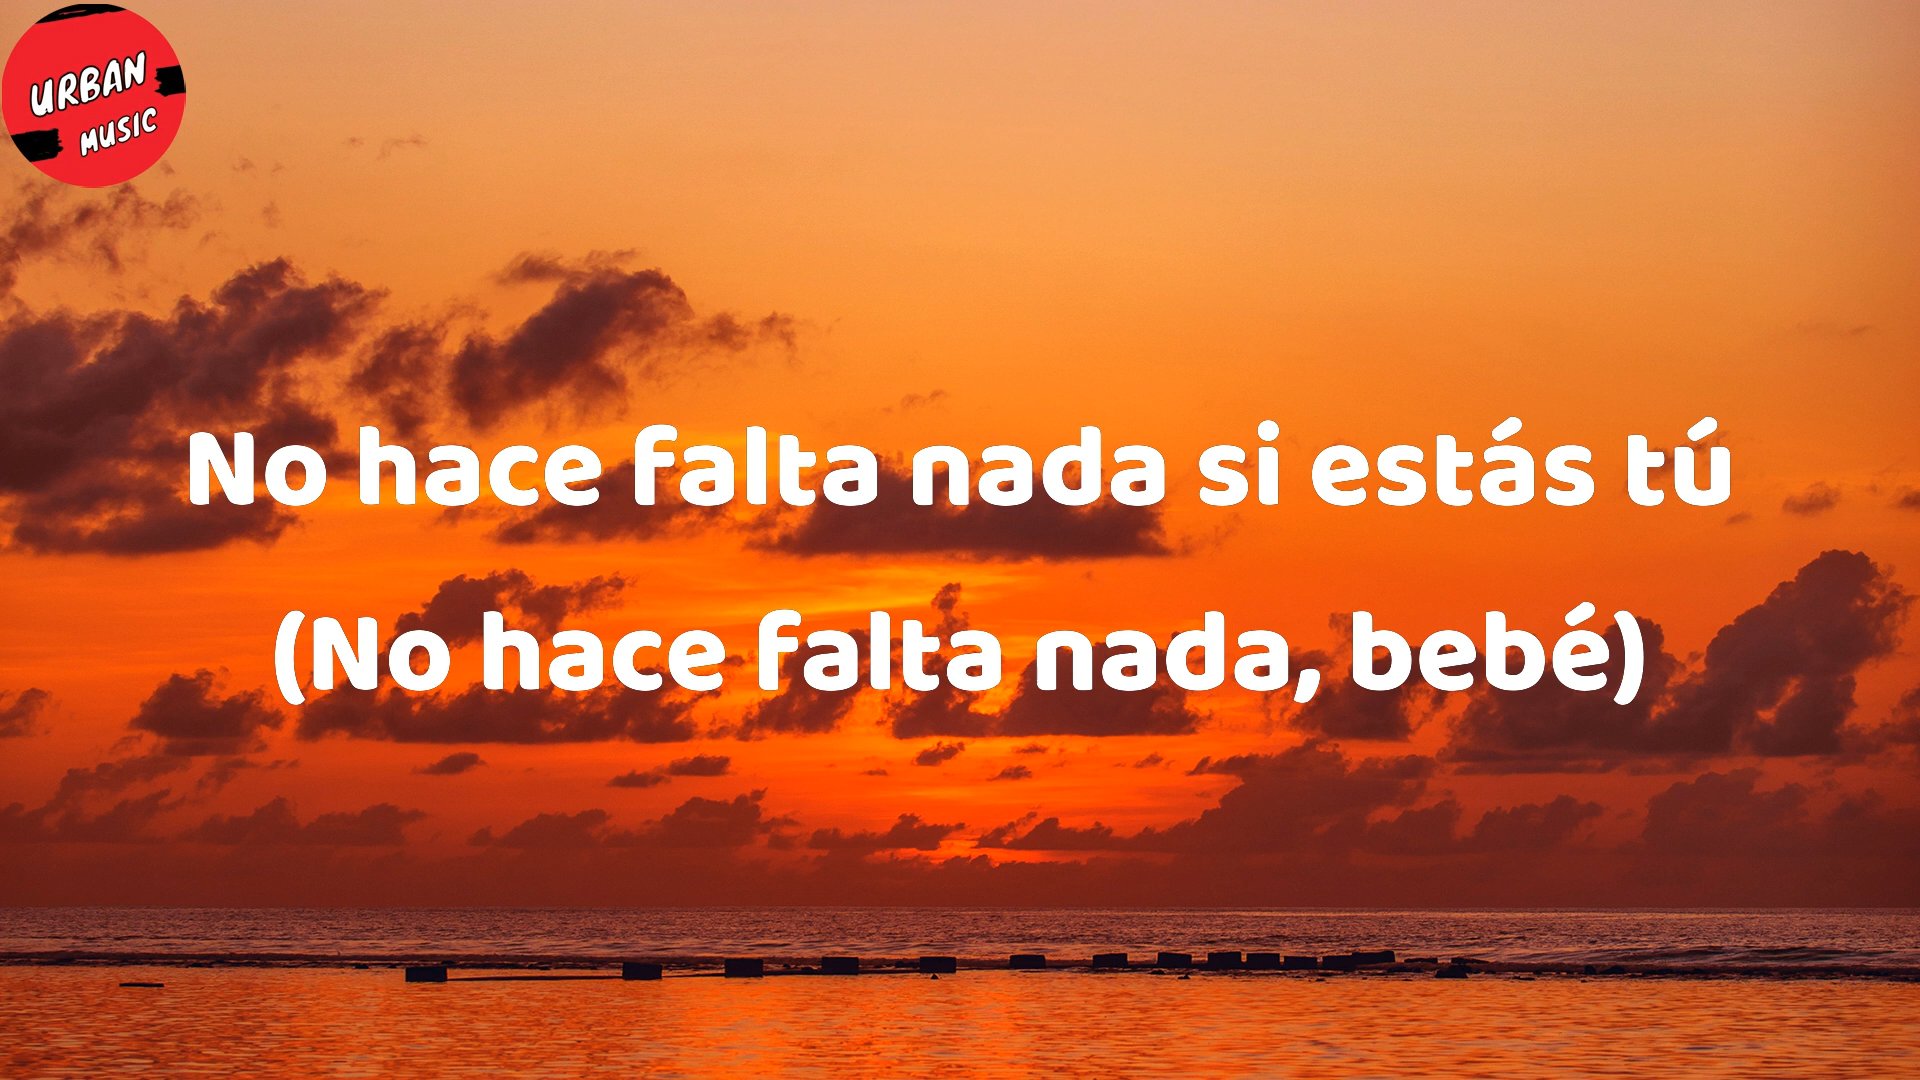 URBAN
MUSIC
No hace falta nada si estás tú
(No hace falta nada, bebé)